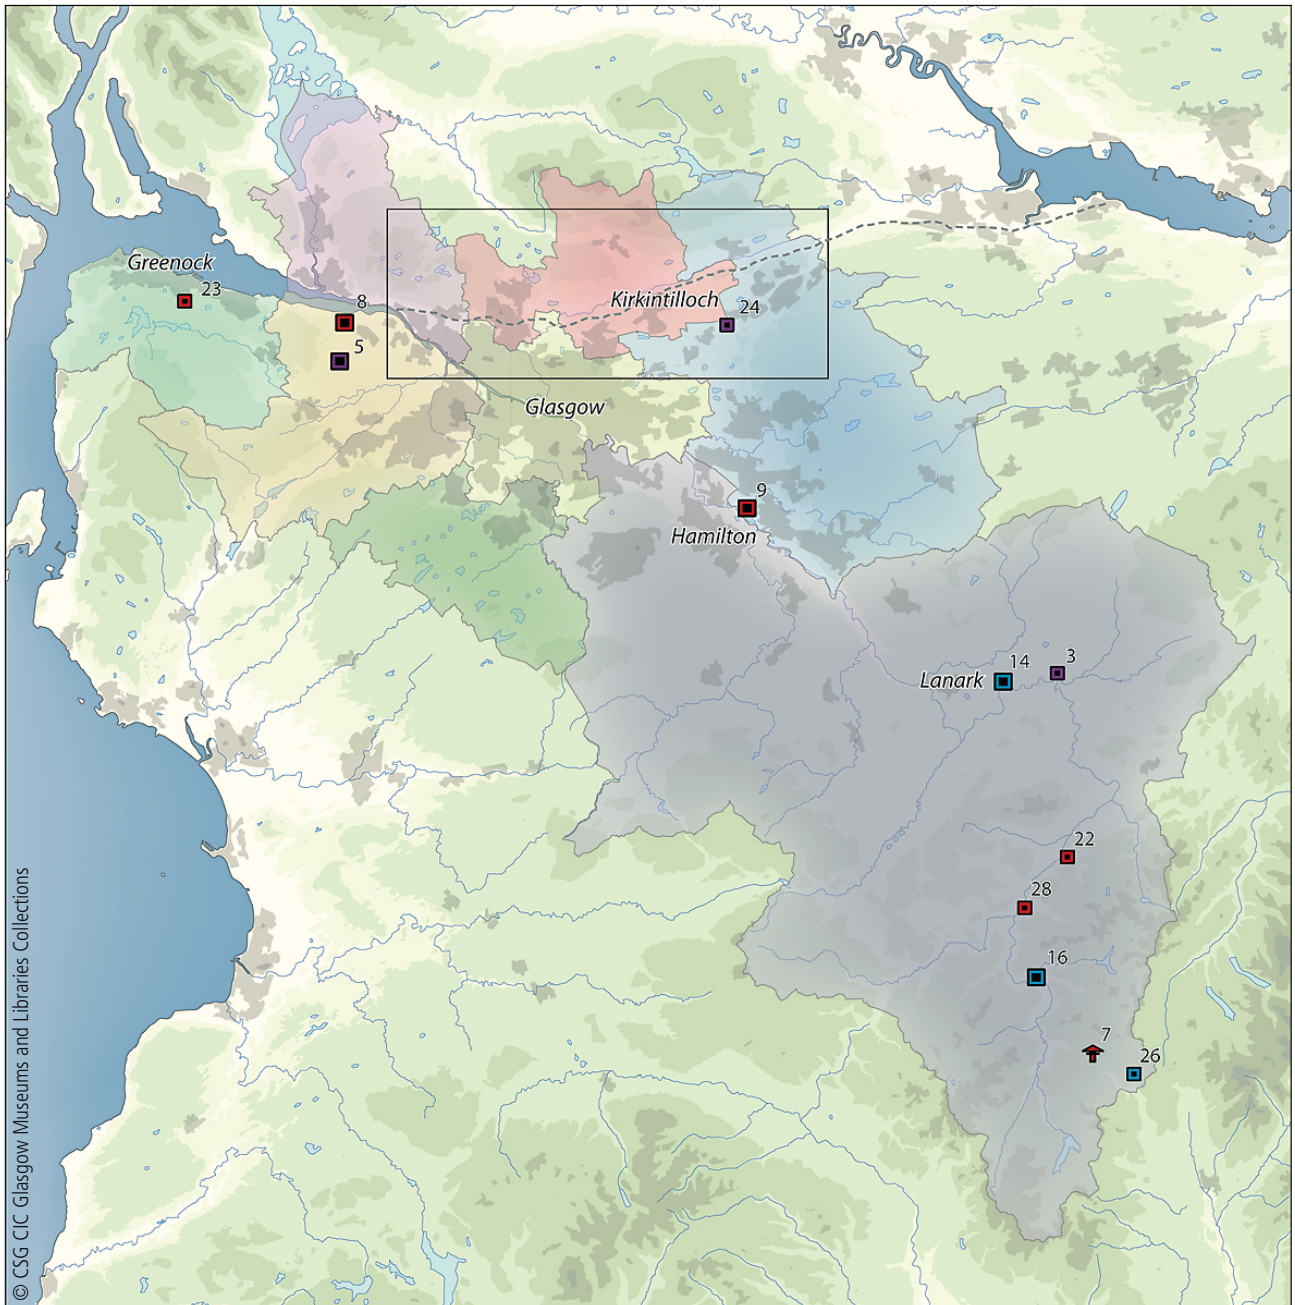 Greenock
23
8
Kirkintilloch
24
5
Glasgow
9
Hamilton
14
3
Lanark
22
28
16
7
26
© CSG CIC Glasgow Museums and Libraries Collections